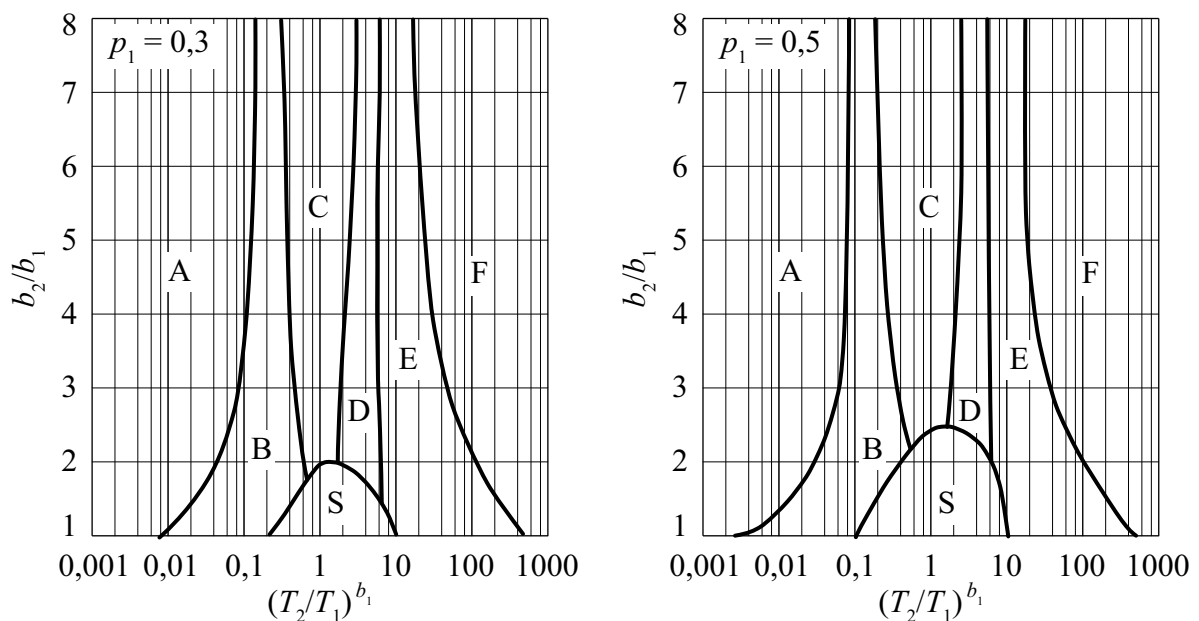 8
p₁ = 0,3
7
6
C
5
A
F
b₂/b₁
4
E
3
D
B
2
S
1
0,001 0,01 0,1 1 10 100 1000
(T₂/T₁)^b₁
8
p₁ = 0,5
7
6
C
5
A
F
b₂/b₁
4
E
3
D
B
2
S
1
0,001 0,01 0,1 1 10 100 1000
(T₂/T₁)^b₁